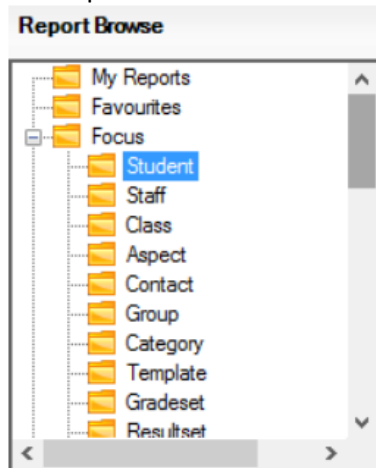 Report Browse
My Reports
Favourites
Focus
Student
Staff
Class
Aspect
Contact
Group
Category
Template
Gradeset
Resultset